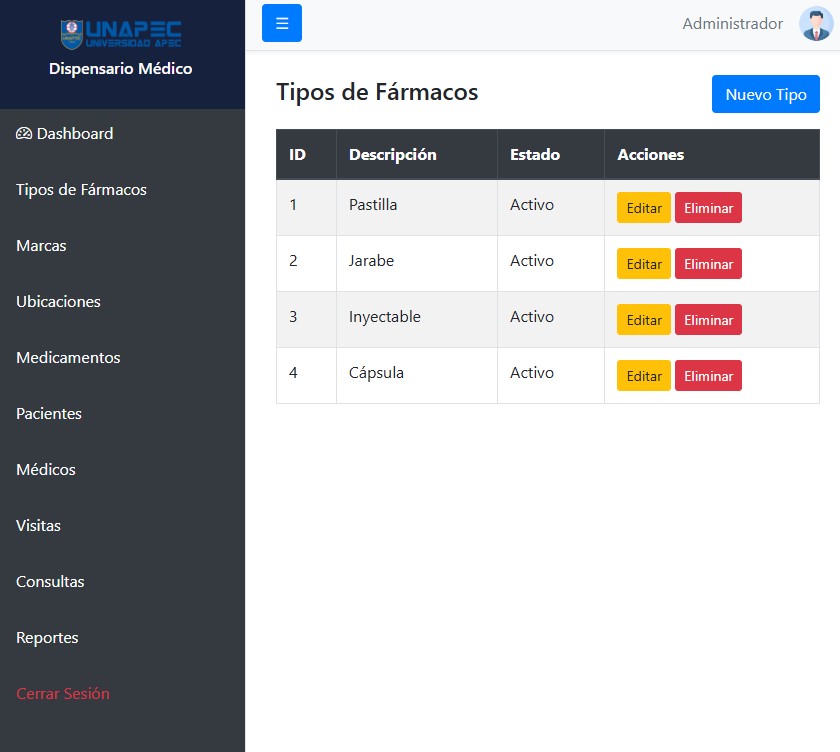 UNAPEC
UNIVERSIDAD APEC
Dispensario Médico
Dashboard
Tipos de Fármacos
Marcas
Ubicaciones
Medicamentos
Pacientes
Médicos
Visitas
Consultas
Reportes
Cerrar Sesión
☰ Administrador
Tipos de Fármacos Nuevo Tipo
ID Descripción Estado Acciones
1 Pastilla Activo Editar Eliminar
2 Jarabe Activo Editar Eliminar
3 Inyectable Activo Editar Eliminar
4 Cápsula Activo Editar Eliminar